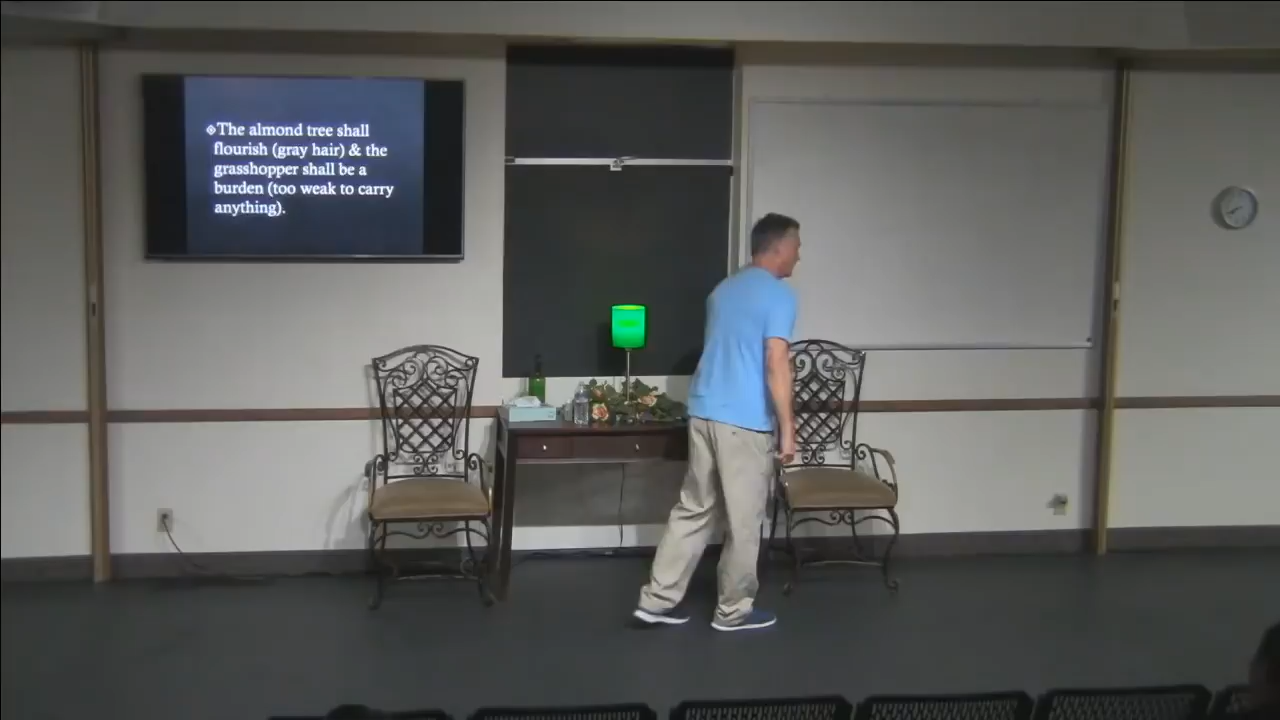 ❖The almond tree shall
flourish (gray hair) & the
grasshopper shall be a
burden (too weak to carry
anything).